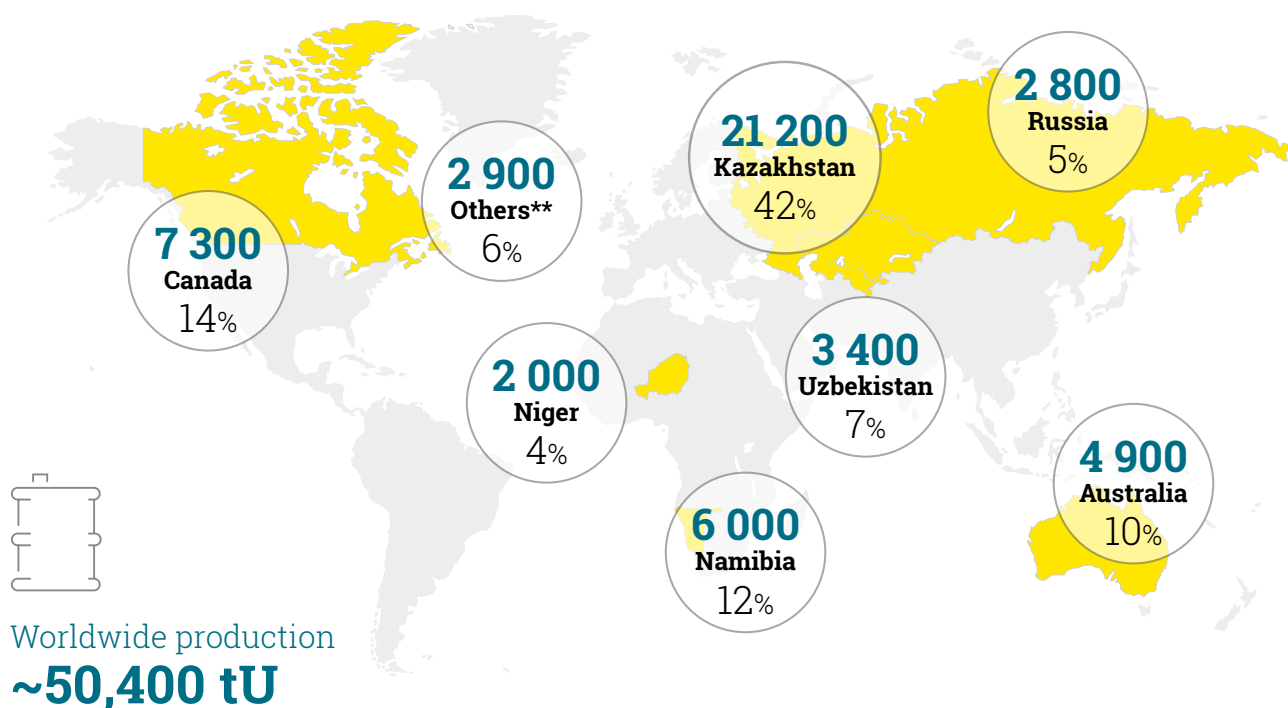 2 800
Russia
5%
21 200
Kazakhstan
42%
2 900
Others**
6%
7 300
Canada
14%
3 400
Uzbekistan
7%
2 000
Niger
4%
4 900
Australia
10%
6 000
Namibia
12%
Worldwide production
~50,400 tU